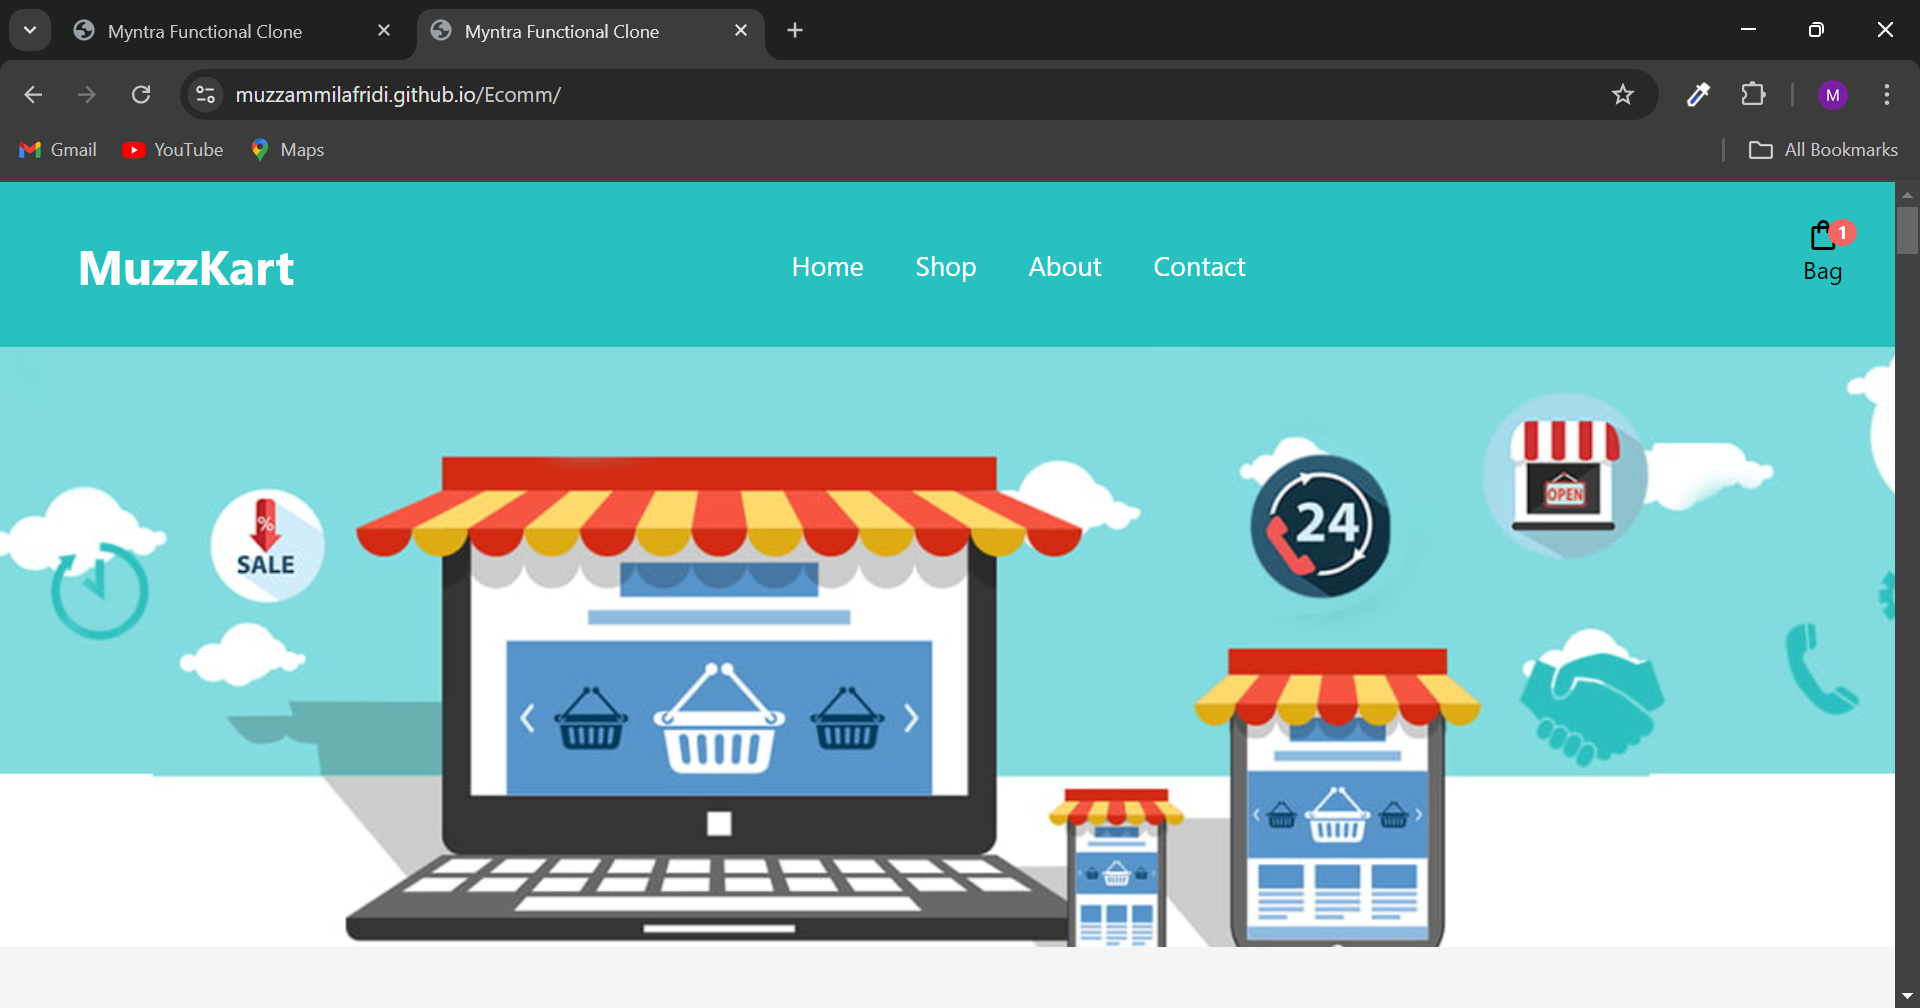 Myntra Functional Clone
Myntra Functional Clone
muzzammilafridi.github.io/Ecomm/
M
Gmail
YouTube
Maps
All Bookmarks
MuzzKart
Home
Shop
About
Contact
1
Bag
%
SALE
24
OPEN